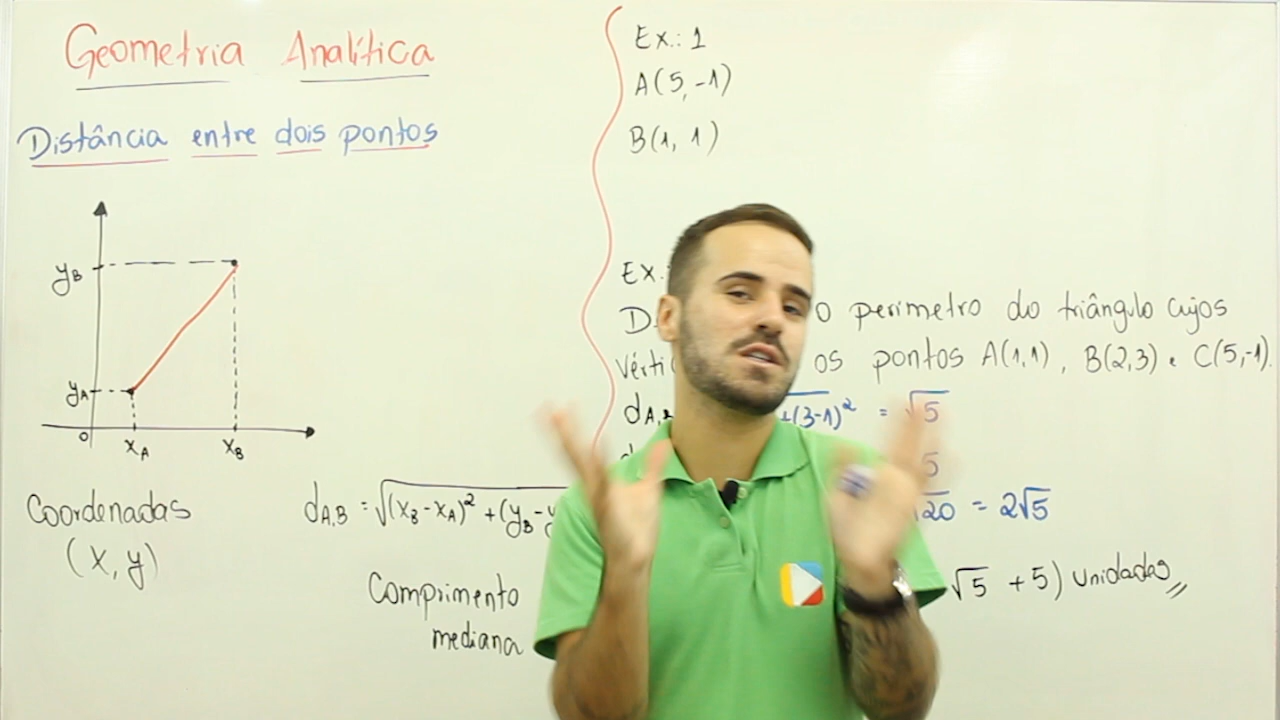 Geometria Analítica
Distância entre dois pontos
yB
yA
0
xA
xB
Coordenadas
(x, y)
dA,B = √(xB - xA)² + (yB - y
Comprimento
mediana
Ex.: 1
A(5, -1)
B(1, 1)
Ex.
o perimetro do triângulo cujos
os pontos A(1,1), B(2,3) e C(5,-1).
+(3-1)² = √5
5
20 = 2√5
√5 + 5) unidades